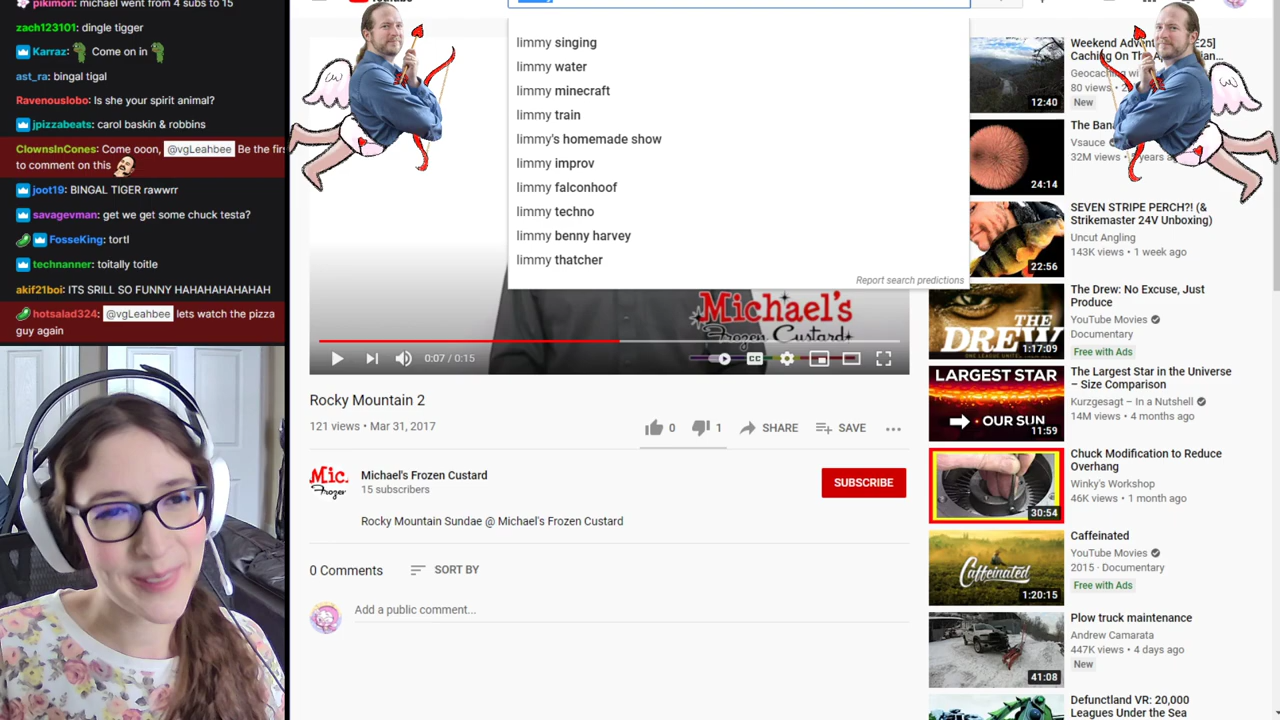 pikimori: michael went from 4 subs to 15
zach123101: dingle tigger
Karraz: Come on in
ast_ra: bingal tigal
Ravenouslobo: Is she your spirit animal?
jpizzabeats: carol baskin & robbins
ClownsInCones: Come ooon, @vgLeahbee Be the first
to comment on this
joot19: BINGAL TIGER rawwrr
savagevman: get we get some chuck testa?
FosseKing: tortl
technanner: toitally toitle
akif21boi: ITS SRILL SO FUNNY HAHAHAHAHAH
hotsalad324: @vgLeahbee lets watch the pizza
guy again
limmy singing
limmy water
limmy minecraft
limmy train
limmy's homemade show
limmy improv
limmy falconhoof
limmy techno
limmy benny harvey
limmy thatcher
Report search predictions
Michael's
Frozen Custard
0:07 / 0:15
CC
Rocky Mountain 2
121 views • Mar 31, 2017
0
1
SHARE
SAVE
Mic.
Frozen
Michael's Frozen Custard
15 subscribers
SUBSCRIBE
Rocky Mountain Sundae @ Michael's Frozen Custard
0 Comments
SORT BY
Add a public comment...
Weekend
80 views
New
12:40
The
Vsauce
32M views
24:14
SEVEN STRIPE PERCH?! (&
Strikemaster 24V Unboxing)
Uncut Angling
143K views • 1 week ago
22:56
The Drew: No Excuse, Just
Produce
YouTube Movies
Documentary
Free with Ads
THE
DREW
1:17:09
The Largest Star in the Universe
– Size Comparison
Kurzgesagt – In a Nutshell
14M views • 4 months ago
LARGEST STAR
OUR SUN
11:59
Chuck Modification to Reduce
Overhang
Winky's Workshop
46K views • 1 month ago
30:54
Caffeinated
YouTube Movies
2015 · Documentary
Free with Ads
Caffeinated
1:20:15
Plow truck maintenance
Andrew Camarata
447K views • 4 days ago
New
41:08
Defunctland VR: 20,000
Leagues Under the Sea